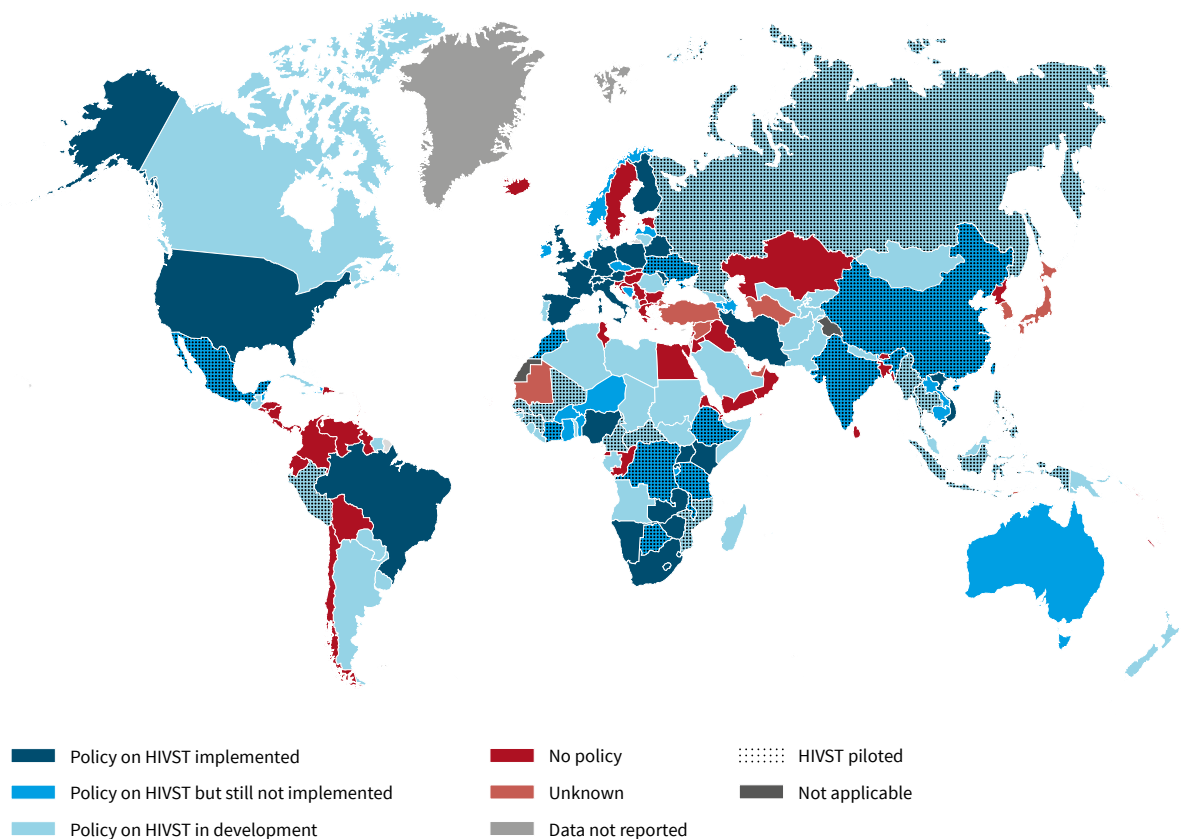 Policy on HIVST implemented
Policy on HIVST but still not implemented
Policy on HIVST in development
No policy
Unknown
Data not reported
HIVST piloted
Not applicable